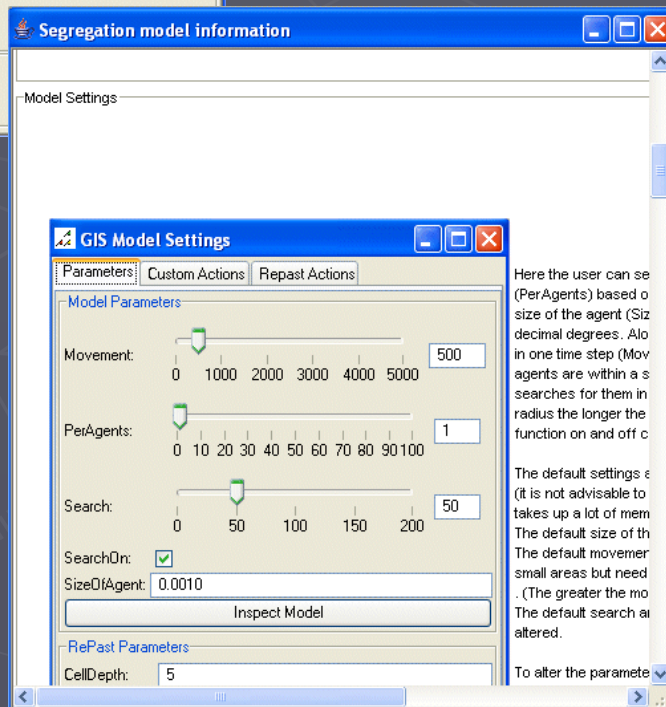 Segregation model information
Model Settings
GIS Model Settings
Parameters Custom Actions Repast Actions
Model Parameters
Movement: 500
0 1000 2000 3000 4000 5000
PerAgents: 1
0 10 20 30 40 50 60 70 80 90 100
Search: 50
0 50 100 150 200
SearchOn:
SizeOfAgent: 0.0010
Inspect Model
RePast Parameters
CellDepth: 5
Here the user can se
(PerAgents) based o
size of the agent (Siz
decimal degrees. Alo
in one time step (Mov
agents are within a s
searches for them in
radius the longer the
function on and off c
The default settings a
(it is not advisable to
takes up a lot of mem
The default size of th
The default movemen
small areas but need
. (The greater the mo
The default search ar
altered.
To alter the paramete